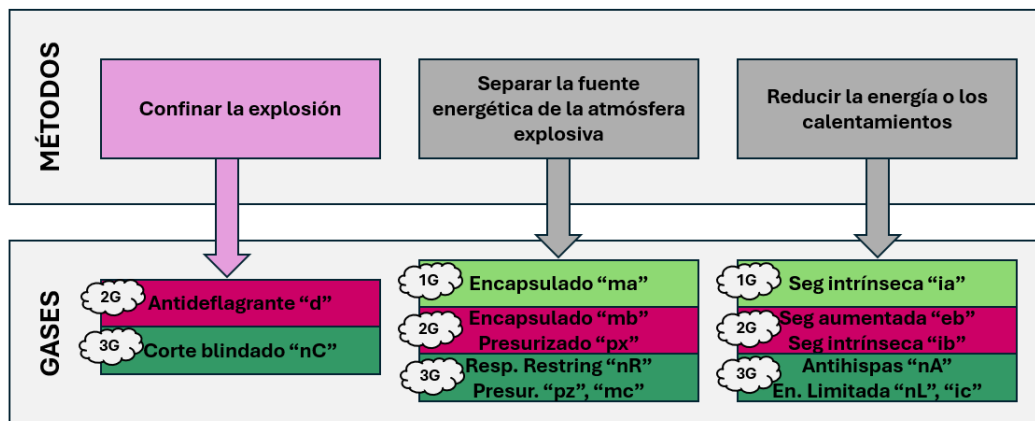 MÉTODOS
Confinar la explosión
Separar la fuente
energética de la atmósfera
explosiva
Reducir la energía o los
calentamientos
GASES
2G
Antideflagrante “d”
3G
Corte blindado “nC”
1G
Encapsulado “ma”
2G
Encapsulado “mb”
Presurizado “px”
3G
Resp. Restring “nR”
Presur. “pz”, “mc”
1G
Seg intrínseca “ia”
2G
Seg aumentada “eb”
Seg intrínseca “ib”
3G
Antihispas “nA”
En. Limitada “nL”, “ic”